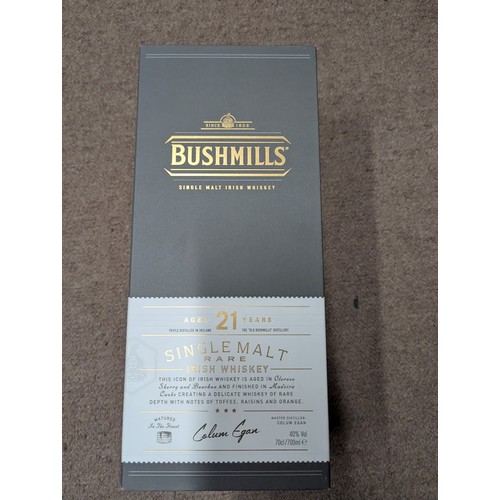 SINCE 1608
BUSHMILLS
SINGLE MALT IRISH WHISKEY
AGED 21 YEARS
TRIPLE DISTILLED IN IRELAND THE "OLD BUSHMILLS" DISTILLERY
SINGLE MALT
RARE
IRISH WHISKEY
THIS ICON OF IRISH WHISKEY IS AGED IN Oloroso
Sherry and Bourbon AND FINISHED IN Madeira
Casks CREATING A DELICATE WHISKEY OF RARE
DEPTH WITH NOTES OF TOFFEE, RAISINS AND ORANGE.
MATURED
In The Finest
Colum Egan
MASTER DISTILLER
COLUM EGAN
40% Vol
70cl/700ml e